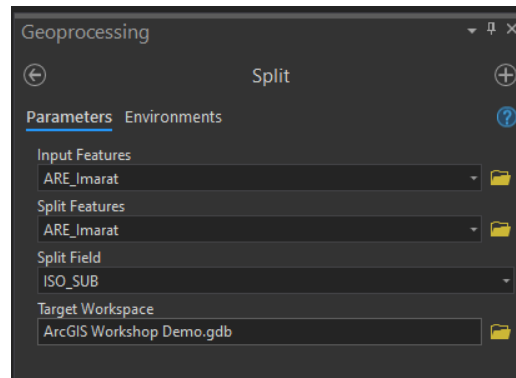 Geoprocessing
Split
Parameters Environments
Input Features
ARE_Imarat
Split Features
ARE_Imarat
Split Field
ISO_SUB
Target Workspace
ArcGIS Workshop Demo.gdb